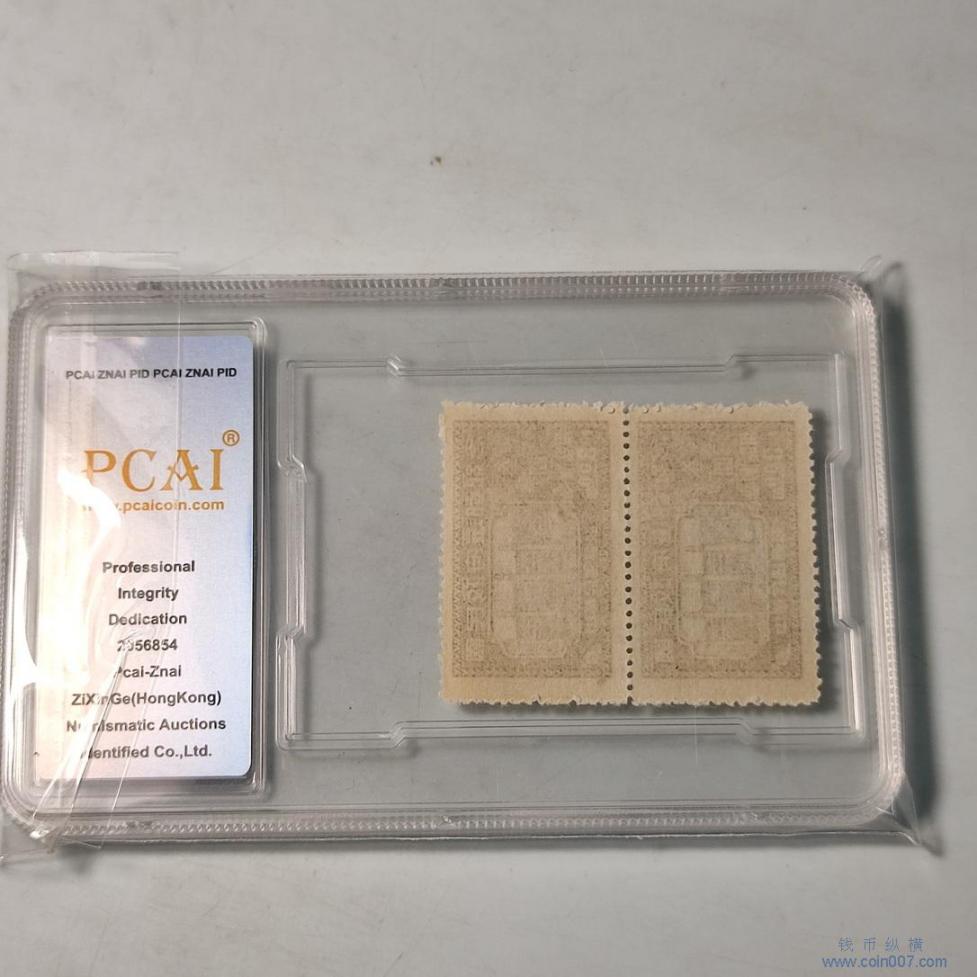 PCAI ZNAI PID PCAI ZNAI PID
PCAI®
www.pcaicoin.com
Professional
Integrity
Dedication
2056854
Pcai-Znai
ZiXinGe(HongKong)
Numismatic Auctions
Identified Co.,Ltd.
钱币纵横
www.coin007.com